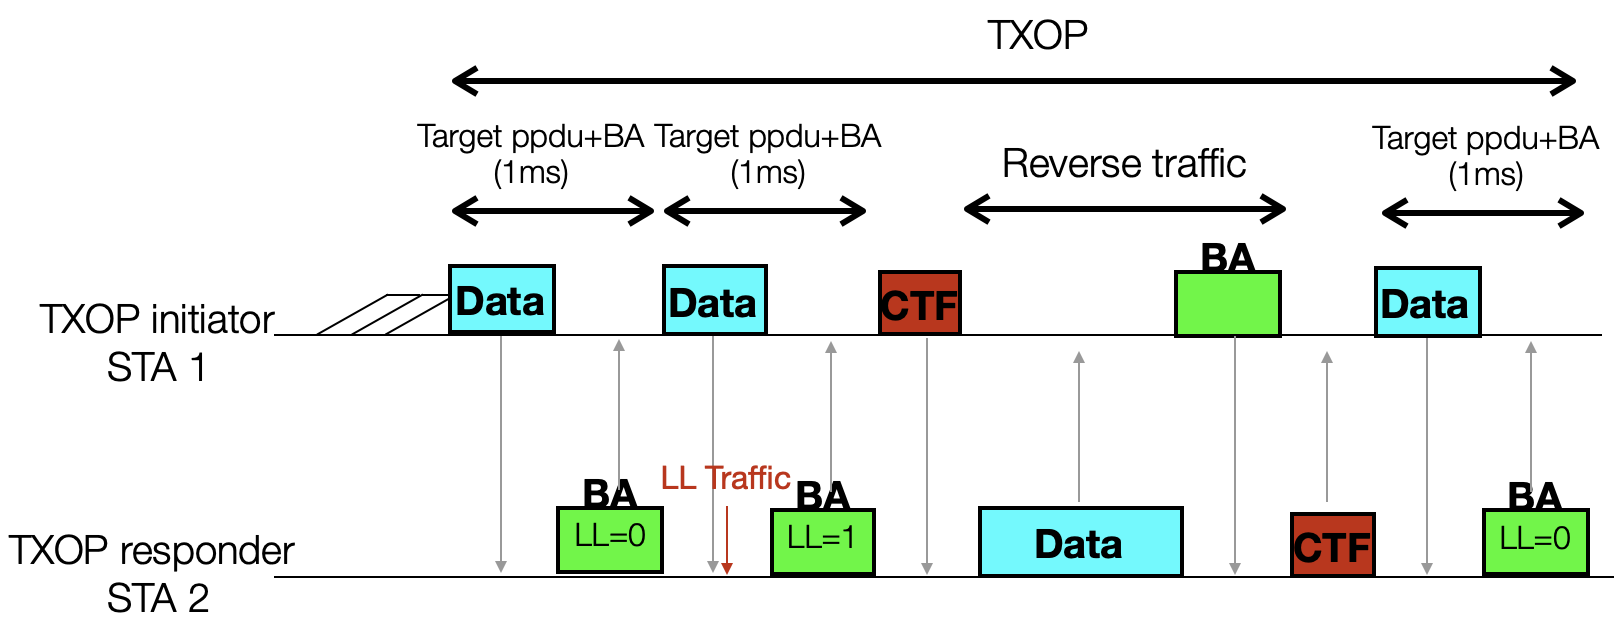 TXOP
Target ppdu+BA
(1ms)
Target ppdu+BA
(1ms)
Reverse traffic
Target ppdu+BA
(1ms)
TXOP initiator
STA 1
Data
Data
CTF
BA
Data
LL Traffic
TXOP responder
STA 2
BA
LL=0
BA
LL=1
Data
CTF
BA
LL=0